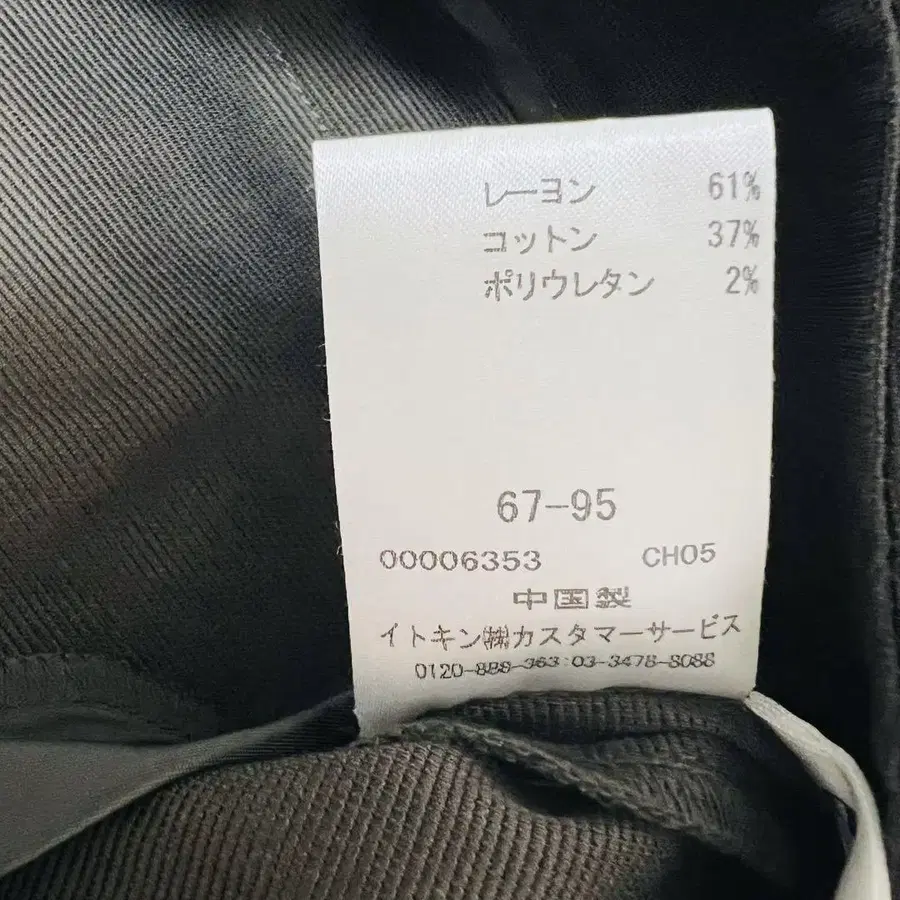 レーヨン 61%
コットン 37%
ポリウレタン 2%
67-95
00006353 CH05
中国製
イトキン㈱カスタマーサービス
0120-888-363:03-3478-8088